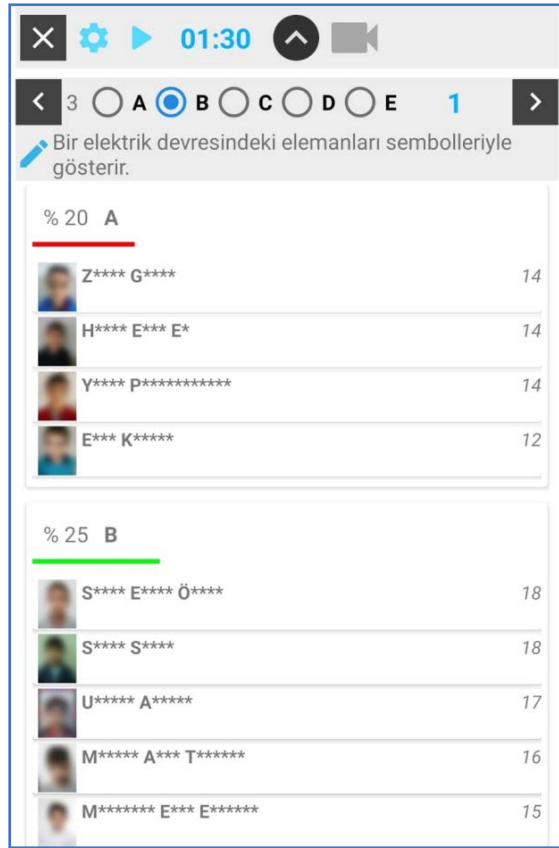 01:30
3 A B C D E 1
Bir elektrik devresindeki elemanları sembolleriyle
gösterir.
% 20 A
Z**** G**** 14
H**** E*** E* 14
Y**** P*********** 14
E*** K***** 12
% 25 B
S**** E**** Ö**** 18
S**** S**** 18
U***** A***** 17
M***** A*** T****** 16
M******* E*** E****** 15